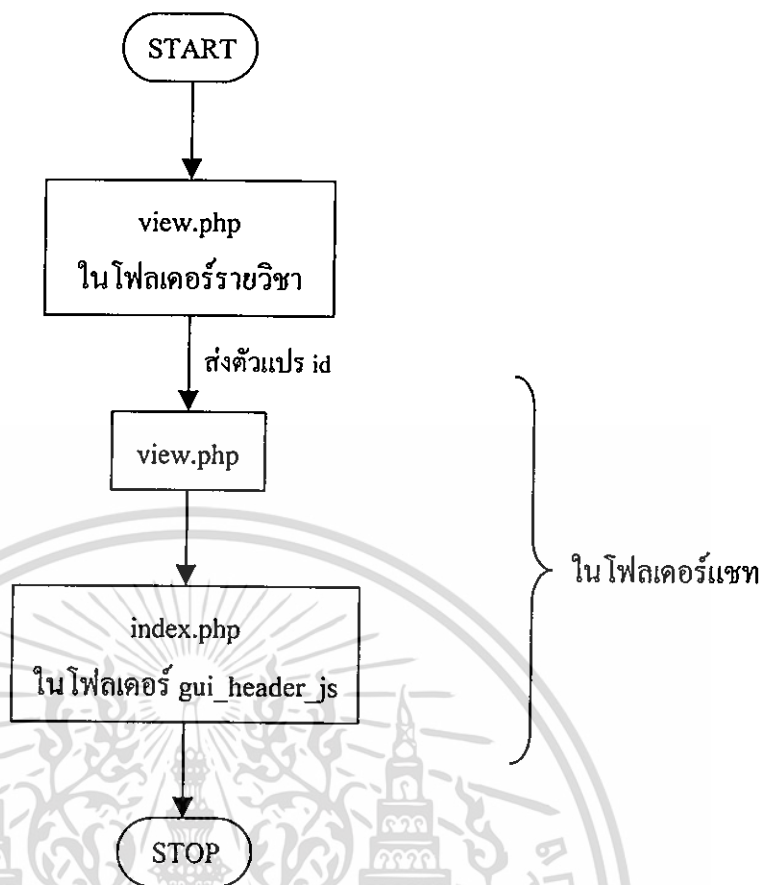 START
view.php
ในโฟลเดอร์รายวิชา
ส่งตัวแปร id
view.php
ในโฟลเดอร์แชท
index.php
ในโฟลเดอร์ gui_header_js
STOP